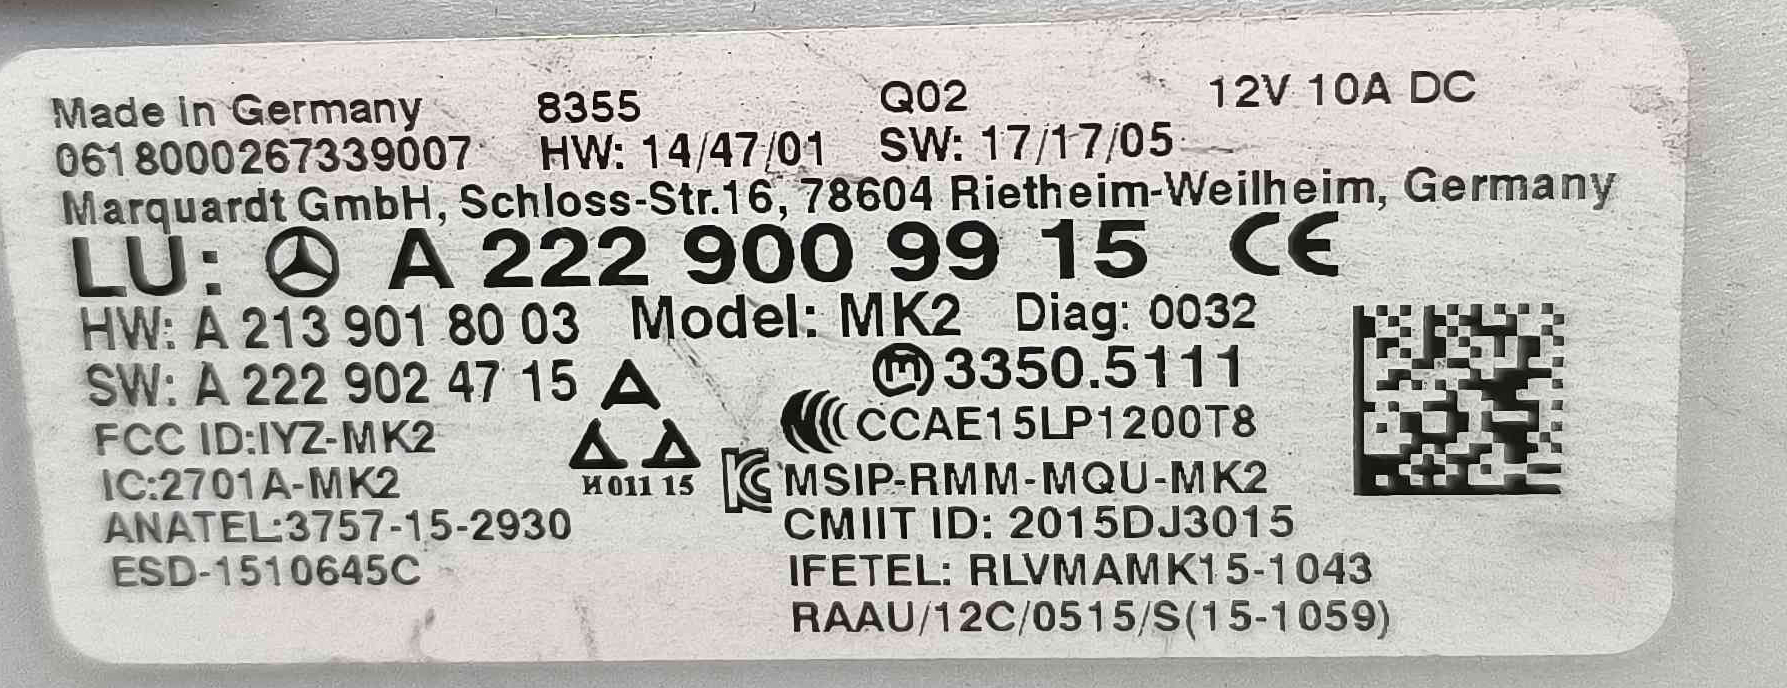 Made in Germany 8355 Q02 12V 10A DC
0618000267339007 HW: 14/47/01 SW: 17/17/05
Marquardt GmbH, Schloss-Str.16, 78604 Rietheim-Weilheim, Germany
LU: A 222 900 99 15 CE
HW: A 213 901 80 03 Model: MK2 Diag: 0032
SW: A 222 902 47 15 m 3350.5111
FCC ID:IYZ-MK2 CCC CCAE15LP1200T8
IC:2701A-MK2 H 011 15 KC MSIP-RMM-MQU-MK2
ANATEL:3757-15-2930 CMIIT ID: 2015DJ3015
ESD-1510645C IFETEL: RLVMAMK15-1043
RAAU/12C/0515/S(15-1059)